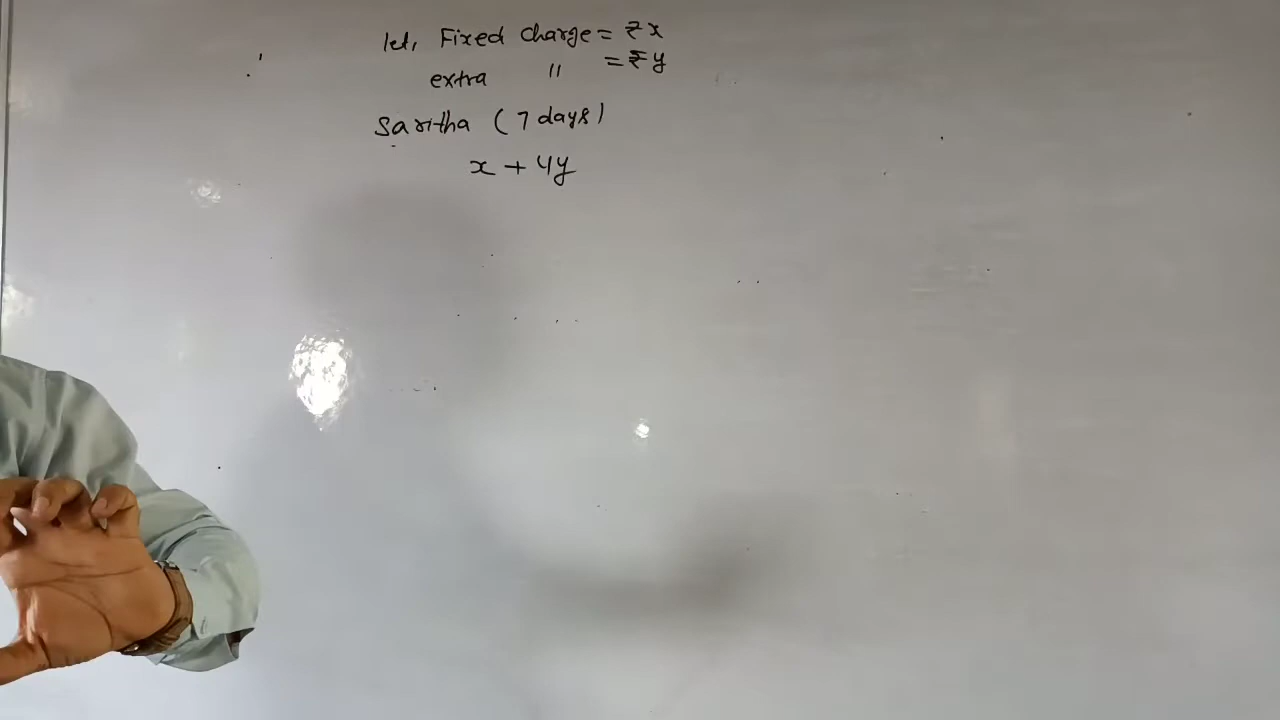 let, Fixed charge = ₹ x
extra " = ₹ y
Saritha (7 days)
x + 4y